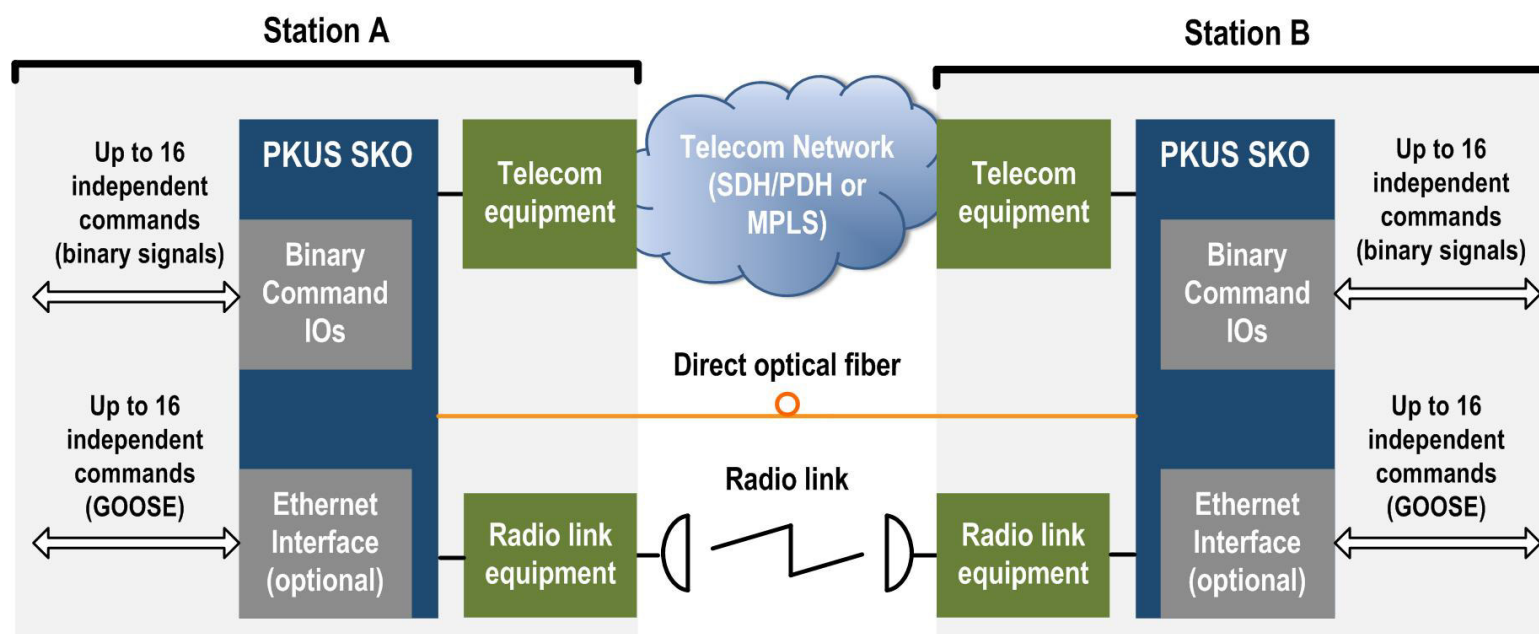 Station A
Station B
Up to 16
independent
commands
(binary signals)
PKUS SKO
Binary
Command
IOs
Telecom
equipment
Telecom Network
(SDH/PDH or
MPLS)
Telecom
equipment
PKUS SKO
Binary
Command
IOs
Up to 16
independent
commands
(binary signals)
Direct optical fiber
Up to 16
independent
commands
(GOOSE)
Ethernet
Interface
(optional)
Radio link
equipment
Radio link
Radio link
equipment
Ethernet
Interface
(optional)
Up to 16
independent
commands
(GOOSE)